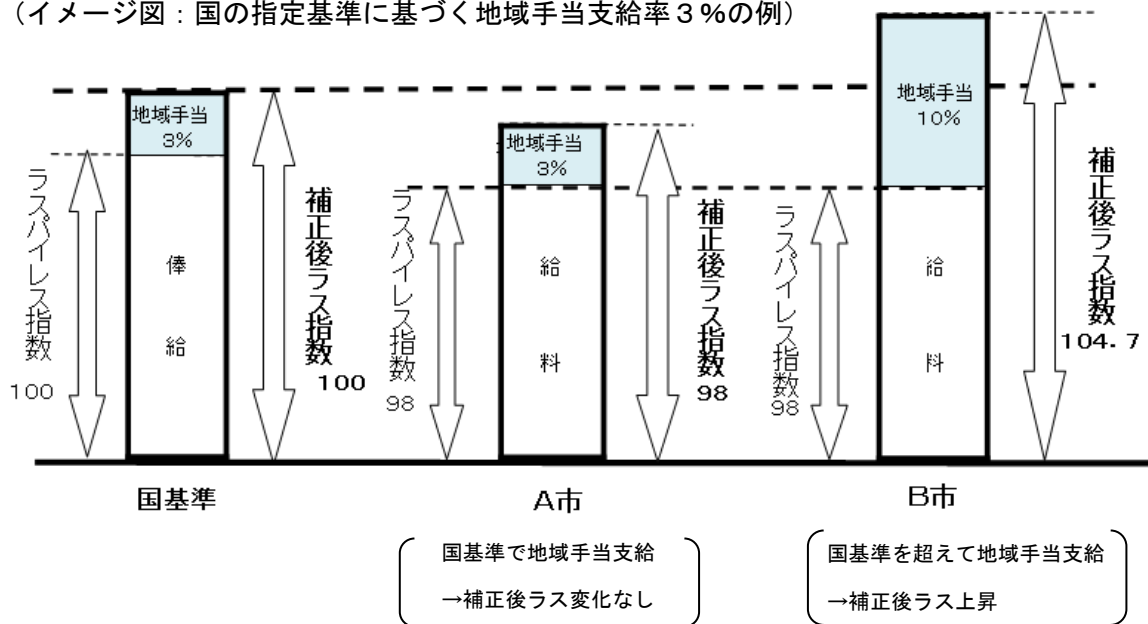 （イメージ図：国の指定基準に基づく地域手当支給率３％の例）
地域手当
3%
ラスパイレス指数
100
俸
給
補正後ラス指数
100
国基準
地域手当
3%
ラスパイレス指数
98
給
料
補正後ラス指数
98
A市
国基準で地域手当支給
→補正後ラス変化なし
地域手当
10%
ラスパイレス指数
98
給
料
補正後ラス指数
104.7
B市
国基準を超えて地域手当支給
→補正後ラス上昇